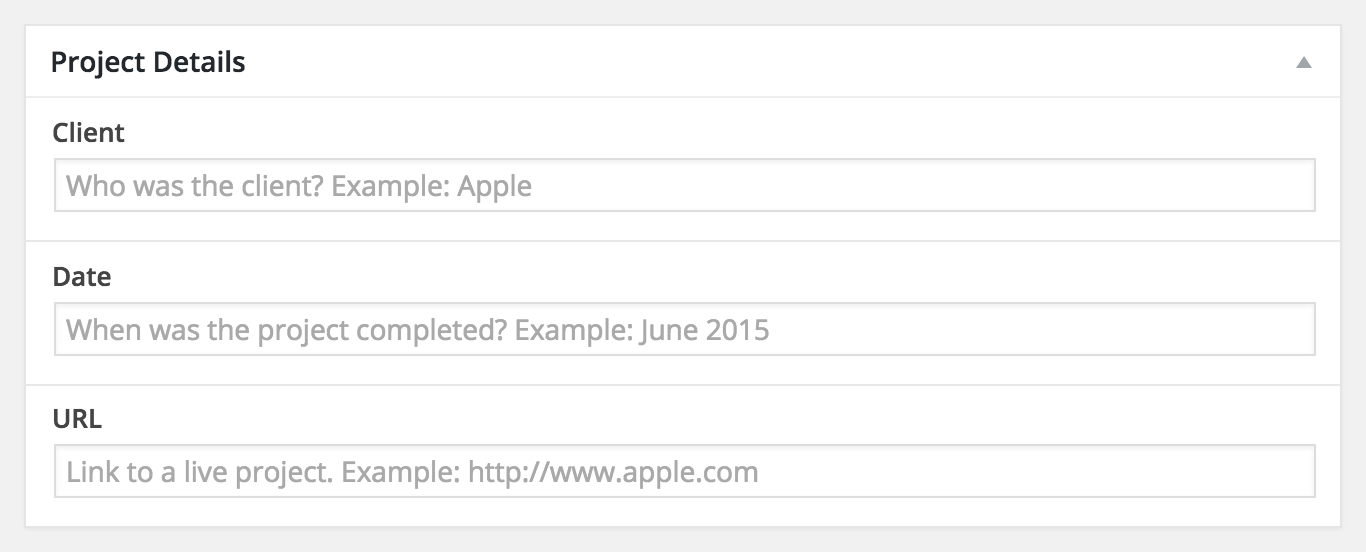 Project Details
Client
Who was the client? Example: Apple
Date
When was the project completed? Example: June 2015
URL
Link to a live project. Example: http://www.apple.com